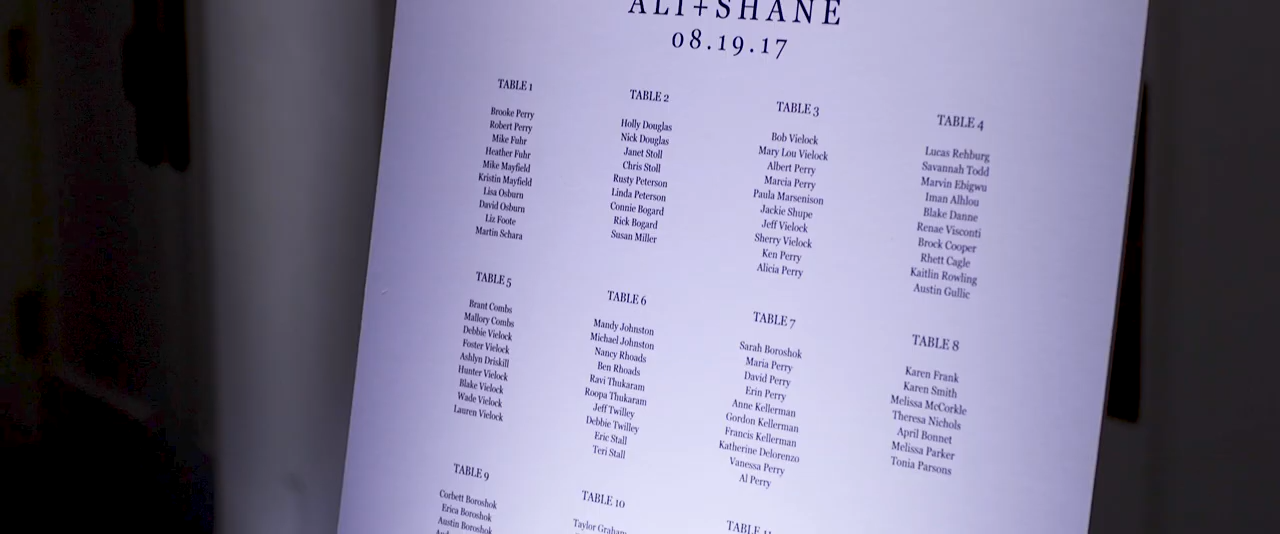 ALI+SHANE
08.19.17
TABLE 1
Brooke Perry
Robert Perry
Mike Fuhr
Heather Fuhr
Mike Mayfield
Kristin Mayfield
Lisa Osburn
David Osburn
Liz Foote
Martin Schara
TABLE 2
Holly Douglas
Nick Douglas
Janet Stoll
Chris Stoll
Rusty Peterson
Linda Peterson
Connie Bogard
Rick Bogard
Susan Miller
TABLE 3
Bob Vielock
Mary Lou Vielock
Albert Perry
Marcia Perry
Paula Marsenison
Jackie Shupe
Jeff Vielock
Sherry Vielock
Ken Perry
Alicia Perry
TABLE 4
Lucas Rehburg
Savannah Todd
Marvin Ebigwu
Iman Alhlou
Blake Danne
Renae Visconti
Brock Cooper
Rhett Cagle
Kaitlin Rowling
Austin Gullic
TABLE 5
Brant Combs
Mallory Combs
Debbie Vielock
Foster Vielock
Ashlyn Driskill
Hunter Vielock
Blake Vielock
Wade Vielock
Lauren Vielock
TABLE 6
Mandy Johnston
Michael Johnston
Nancy Rhoads
Ben Rhoads
Ravi Thukaram
Roopa Thukaram
Jeff Twilley
Debbie Twilley
Eric Stall
Teri Stall
TABLE 7
Sarah Boroshok
Maria Perry
David Perry
Erin Perry
Anne Kellerman
Gordon Kellerman
Francis Kellerman
Katherine Delorenzo
Vanessa Perry
Al Perry
TABLE 8
Karen Frank
Karen Smith
Melissa McCorkle
Theresa Nichols
April Bonnet
Melissa Parker
Tonia Parsons
TABLE 9
Corbett Boroshok
Erica Boroshok
Austin Boroshok
TABLE 10
Taylor Graham
TABLE 11